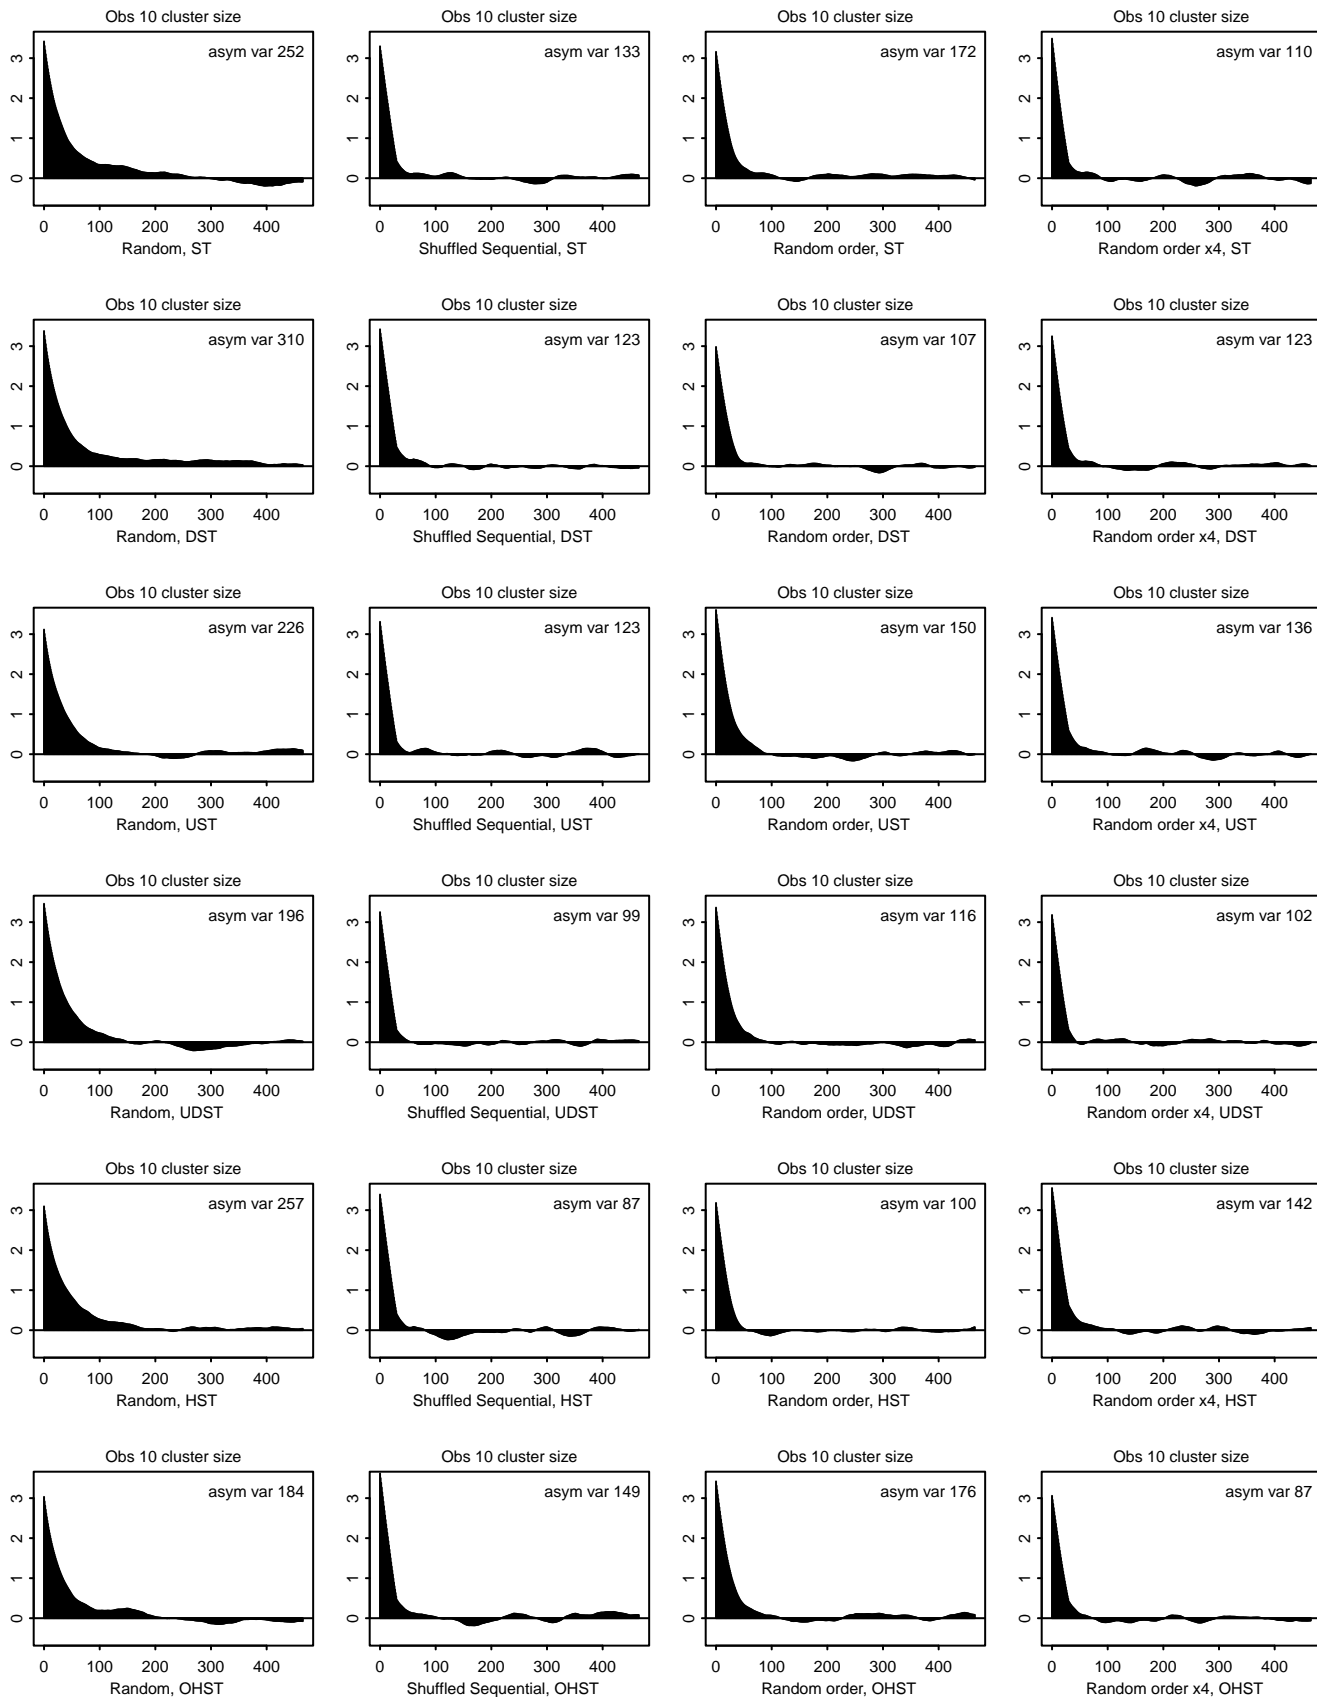 Obs 10 cluster size
asym var 252
3
2
1
0
0 100 200 300 400
Random, ST
Obs 10 cluster size
asym var 133
3
2
1
0
0 100 200 300 400
Shuffled Sequential, ST
Obs 10 cluster size
asym var 172
3
2
1
0
0 100 200 300 400
Random order, ST
Obs 10 cluster size
asym var 110
3
2
1
0
0 100 200 300 400
Random order x4, ST
Obs 10 cluster size
asym var 310
3
2
1
0
0 100 200 300 400
Random, DST
Obs 10 cluster size
asym var 123
3
2
1
0
0 100 200 300 400
Shuffled Sequential, DST
Obs 10 cluster size
asym var 107
3
2
1
0
0 100 200 300 400
Random order, DST
Obs 10 cluster size
asym var 123
3
2
1
0
0 100 200 300 400
Random order x4, DST
Obs 10 cluster size
asym var 226
3
2
1
0
0 100 200 300 400
Random, UST
Obs 10 cluster size
asym var 123
3
2
1
0
0 100 200 300 400
Shuffled Sequential, UST
Obs 10 cluster size
asym var 150
3
2
1
0
0 100 200 300 400
Random order, UST
Obs 10 cluster size
asym var 136
3
2
1
0
0 100 200 300 400
Random order x4, UST
Obs 10 cluster size
asym var 196
3
2
1
0
0 100 200 300 400
Random, UDST
Obs 10 cluster size
asym var 99
3
2
1
0
0 100 200 300 400
Shuffled Sequential, UDST
Obs 10 cluster size
asym var 116
3
2
1
0
0 100 200 300 400
Random order, UDST
Obs 10 cluster size
asym var 102
3
2
1
0
0 100 200 300 400
Random order x4, UDST
Obs 10 cluster size
asym var 257
3
2
1
0
0 100 200 300 400
Random, HST
Obs 10 cluster size
asym var 87
3
2
1
0
0 100 200 300 400
Shuffled Sequential, HST
Obs 10 cluster size
asym var 100
3
2
1
0
0 100 200 300 400
Random order, HST
Obs 10 cluster size
asym var 142
3
2
1
0
0 100 200 300 400
Random order x4, HST
Obs 10 cluster size
asym var 184
3
2
1
0
0 100 200 300 400
Random, OHST
Obs 10 cluster size
asym var 149
3
2
1
0
0 100 200 300 400
Shuffled Sequential, OHST
Obs 10 cluster size
asym var 176
3
2
1
0
0 100 200 300 400
Random order, OHST
Obs 10 cluster size
asym var 87
3
2
1
0
0 100 200 300 400
Random order x4, OHST